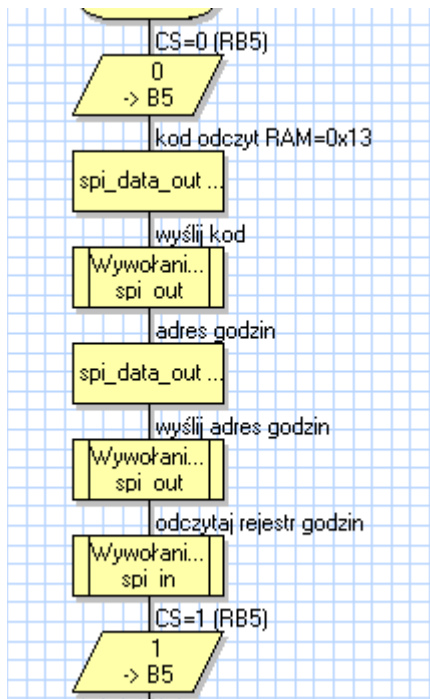 CS=0 (RB5)
0
-> B5
kod odczyt RAM=0x13
spi_data_out ...
wyślij kod
Wywołani...
spi_out
adres godzin
spi_data_out ...
wyślij adres godzin
Wywołani...
spi_out
odczytaj rejestr godzin
Wywołani...
spi_in
CS=1 (RB5)
1
-> B5